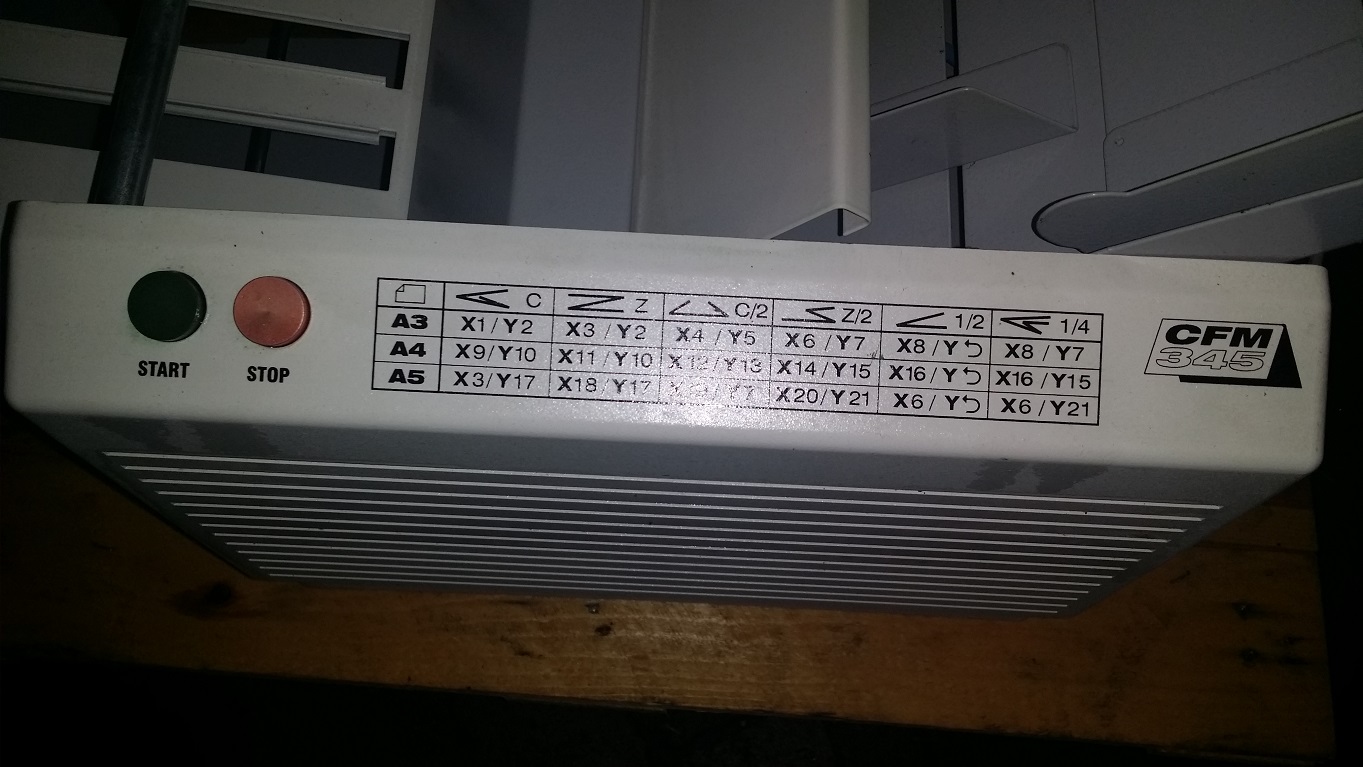 START
STOP
C Z C/2 Z/2 1/2 1/4
A3 X1/Y2 X3/Y2 X4/Y5 X6/Y7 X8/Y⮌ X8/Y7
A4 X9/Y10 X11/Y10 X12/Y13 X14/Y15 X16/Y⮌ X16/Y15
A5 X3/Y17 X18/Y17 X20/Y21 X6/Y⮌ X6/Y21
CFM
345